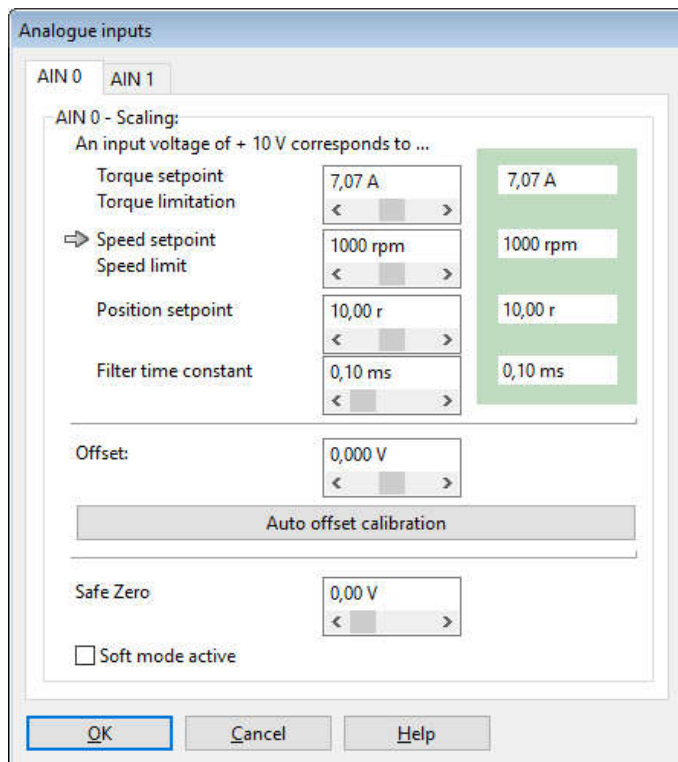 Analogue inputs
AIN 0 AIN 1
AIN 0 - Scaling:
An input voltage of + 10 V corresponds to ...
Torque setpoint 7,07 A 7,07 A
Torque limitation
Speed setpoint 1000 rpm 1000 rpm
Speed limit
Position setpoint 10,00 r 10,00 r
Filter time constant 0,10 ms 0,10 ms
Offset: 0,000 V
Auto offset calibration
Safe Zero 0,00 V
Soft mode active
OK Cancel Help